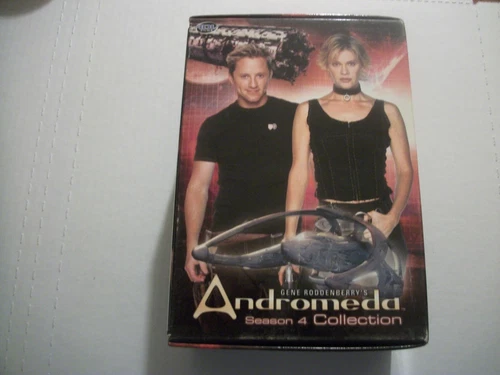 GENE RODDENBERRY'S
Andromeda
Season 4 Collection